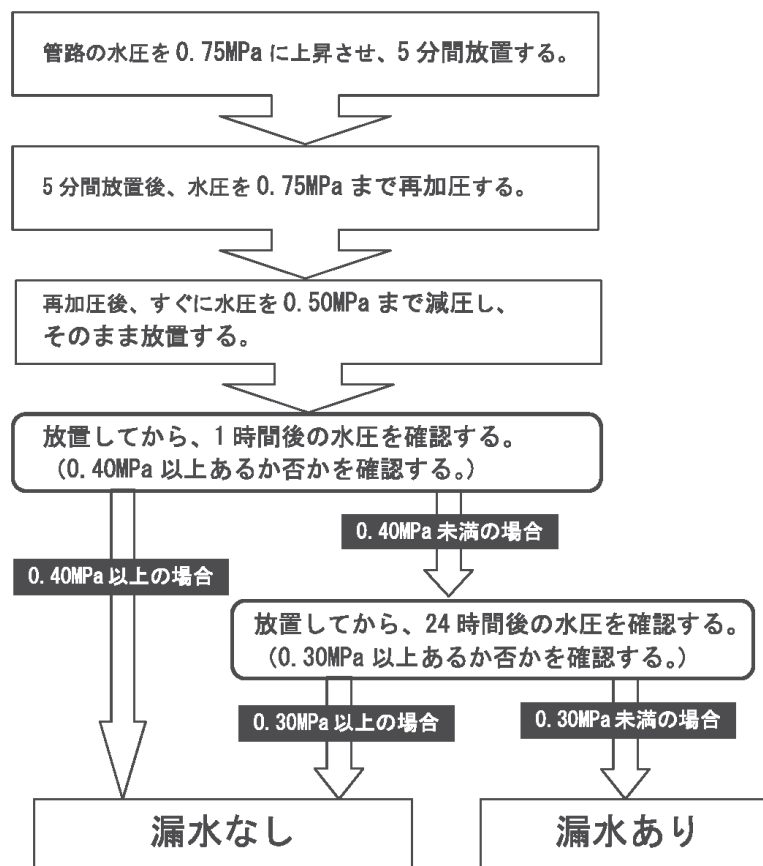 管路の水圧を0.75MPaに上昇させ、5分間放置する。
5分間放置後、水圧を0.75MPaまで再加圧する。
再加圧後、すぐに水圧を0.50MPaまで減圧し、
そのまま放置する。
放置してから、1時間後の水圧を確認する。
（0.40MPa以上あるか否かを確認する。）
0.40MPa未満の場合
0.40MPa以上の場合
放置してから、24時間後の水圧を確認する。
（0.30MPa以上あるか否かを確認する。）
0.30MPa以上の場合
0.30MPa未満の場合
漏水なし
漏水あり